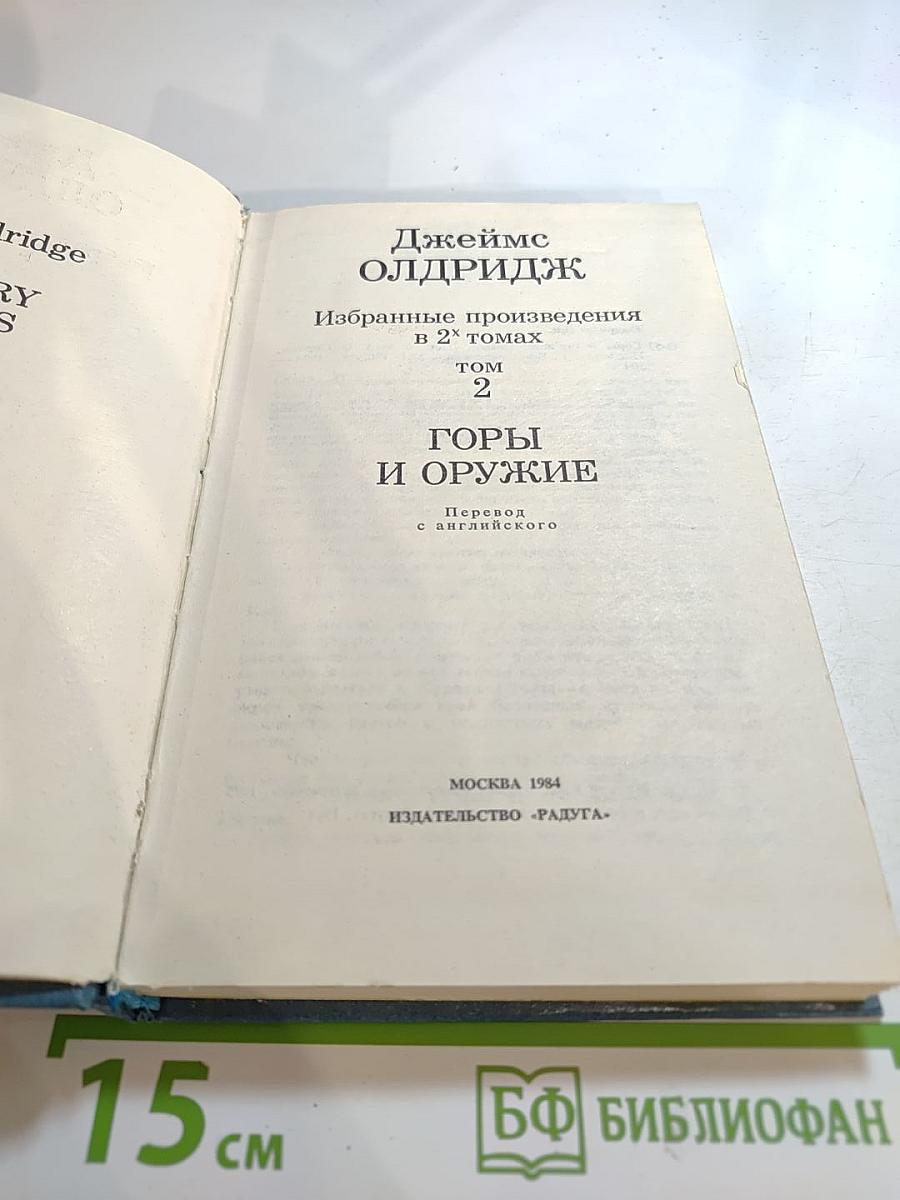 ldridge
RY
S
Джеймс
ОЛДРИДЖ
Избранные произведения
в 2х томах
том
2
ГОРЫ
И ОРУЖИЕ
Перевод
с английского
МОСКВА 1984
ИЗДАТЕЛЬСТВО «РАДУГА»
15 см
БФ БИБЛИОФАН